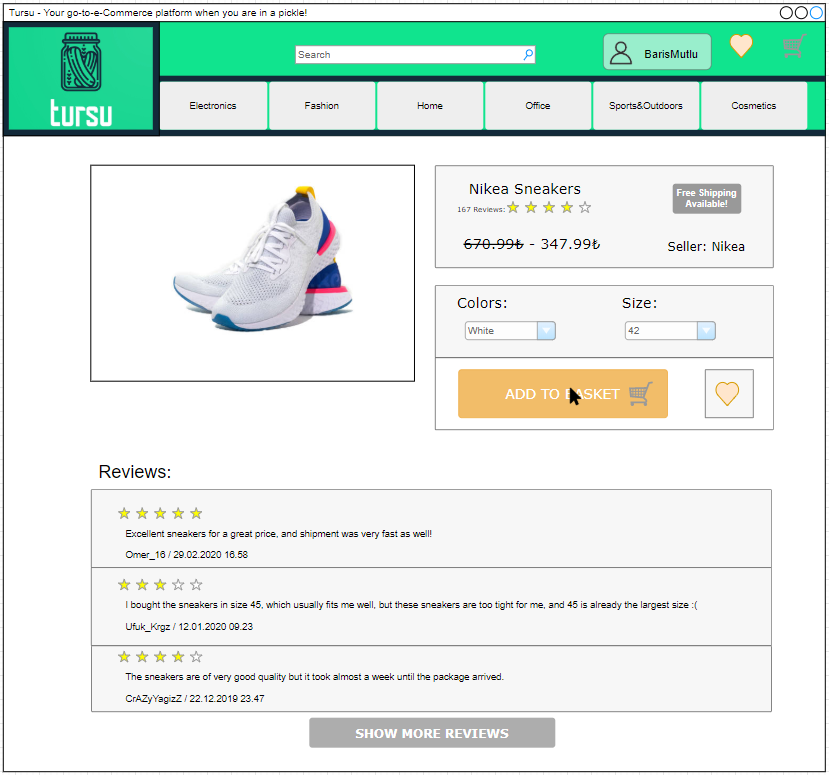 Tursu - Your go-to-e-Commerce platform when you are in a pickle!
tursu
Search
BarisMutlu
Electronics
Fashion
Home
Office
Sports&Outdoors
Cosmetics
Nikea Sneakers
Free Shipping
Available!
167 Reviews:
670.99₺ - 347.99₺
Seller: Nikea
Colors:
Size:
White
42
ADD TO BASKET
Reviews:
Excellent sneakers for a great price, and shipment was very fast as well!
Omer_16 / 29.02.2020 16.58
I bought the sneakers in size 45, which usually fits me well, but these sneakers are too tight for me, and 45 is already the largest size :(
Ufuk_Krgz / 12.01.2020 09.23
The sneakers are of very good quality but it took almost a week until the package arrived.
CrAZyYagizZ / 22.12.2019 23.47
SHOW MORE REVIEWS